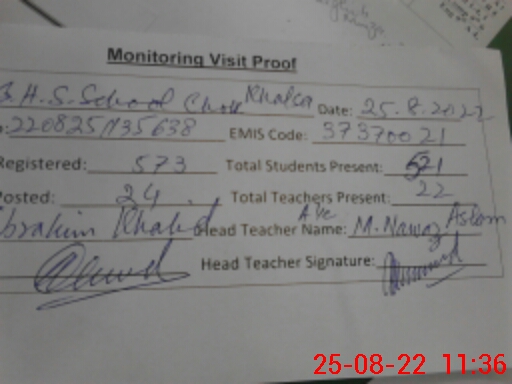 Monitoring Visit Proof
G.H.S. School Chak Khalsa Date: 25.8.2022
: 220825/135638 EMIS Code: 37370021
Registered: 573 Total Students Present: 521
Posted: 24 Total Teachers Present: 22
Ibrahim Khalid Head Teacher Name: M. Nawaz Aslam
Head Teacher Signature:
25-08-22 11:36